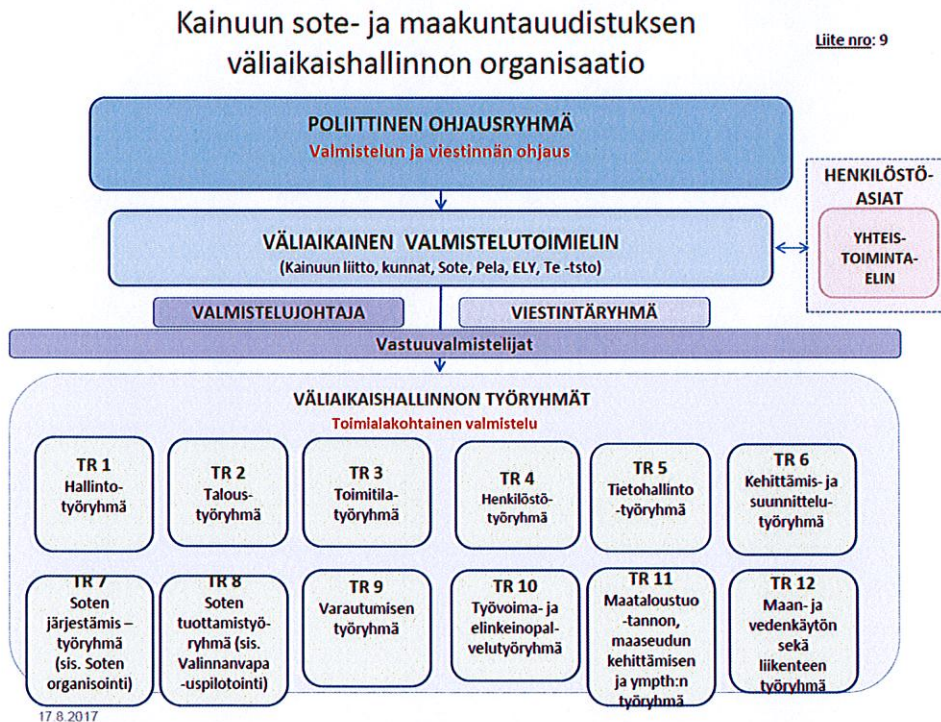 Kainuun sote- ja maakuntauudistuksen
väliaikaishallinnon organisaatio
Liite nro: 9
POLIITTINEN OHJAUSRYHMÄ
Valmistelun ja viestinnän ohjaus
HENKILÖSTÖ-
ASIAT
YHTEIS-
TOIMINTA-
ELIN
VÄLIAIKAINEN VALMISTELUTOIMIELIN
(Kainuun liitto, kunnat, Sote, Pela, ELY, Te -tsto)
VALMISTELUJOHTAJA
VIESTINTÄRYHMÄ
Vastuuvalmistelijat
VÄLIAIKAISHALLINNON TYÖRYHMÄT
Toimialakohtainen valmistelu
TR 1
Hallinto-
työryhmä
TR 2
Talous-
työryhmä
TR 3
Toimitila-
työryhmä
TR 4
Henkilöstö-
työryhmä
TR 5
Tietohallinto
-työryhmä
TR 6
Kehittämis- ja
suunnittelu-
työryhmä
TR 7
Soten
järjestämis –
työryhmä
(sis. Soten
organisointi)
TR 8
Soten
tuottamistyö-
ryhmä (sis.
Valinnanvapa
-uspilotointi)
TR 9
Varautumisen
työryhmä
TR 10
Työvoima- ja
elinkeinopal-
velutyöryhmä
TR 11
Maataloustuo
-tannon,
maaseudun
kehittämisen
ja ympth:n
työryhmä
TR 12
Maan- ja
vedenkäytön
sekä
liikenteen
työryhmä
17.8.2017